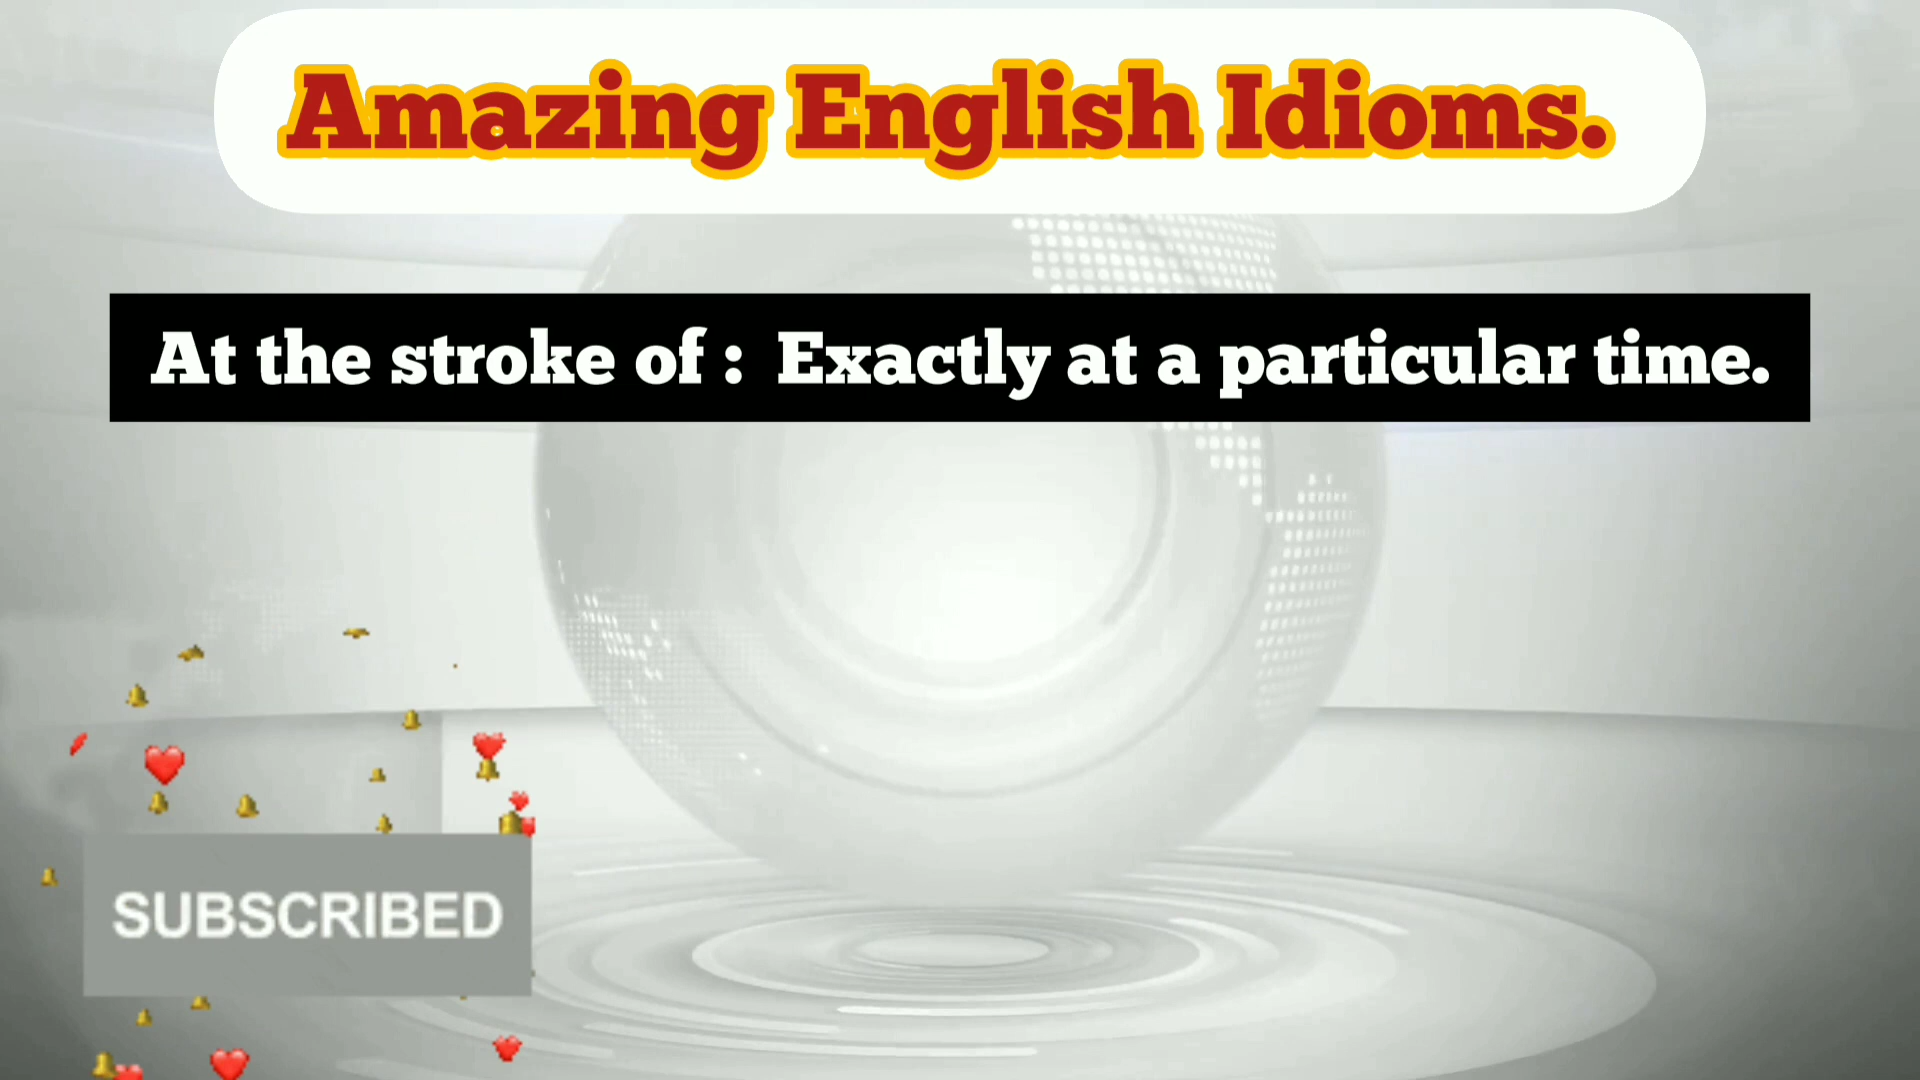 Amazing English Idioms.
At the stroke of : Exactly at a particular time.
SUBSCRIBED